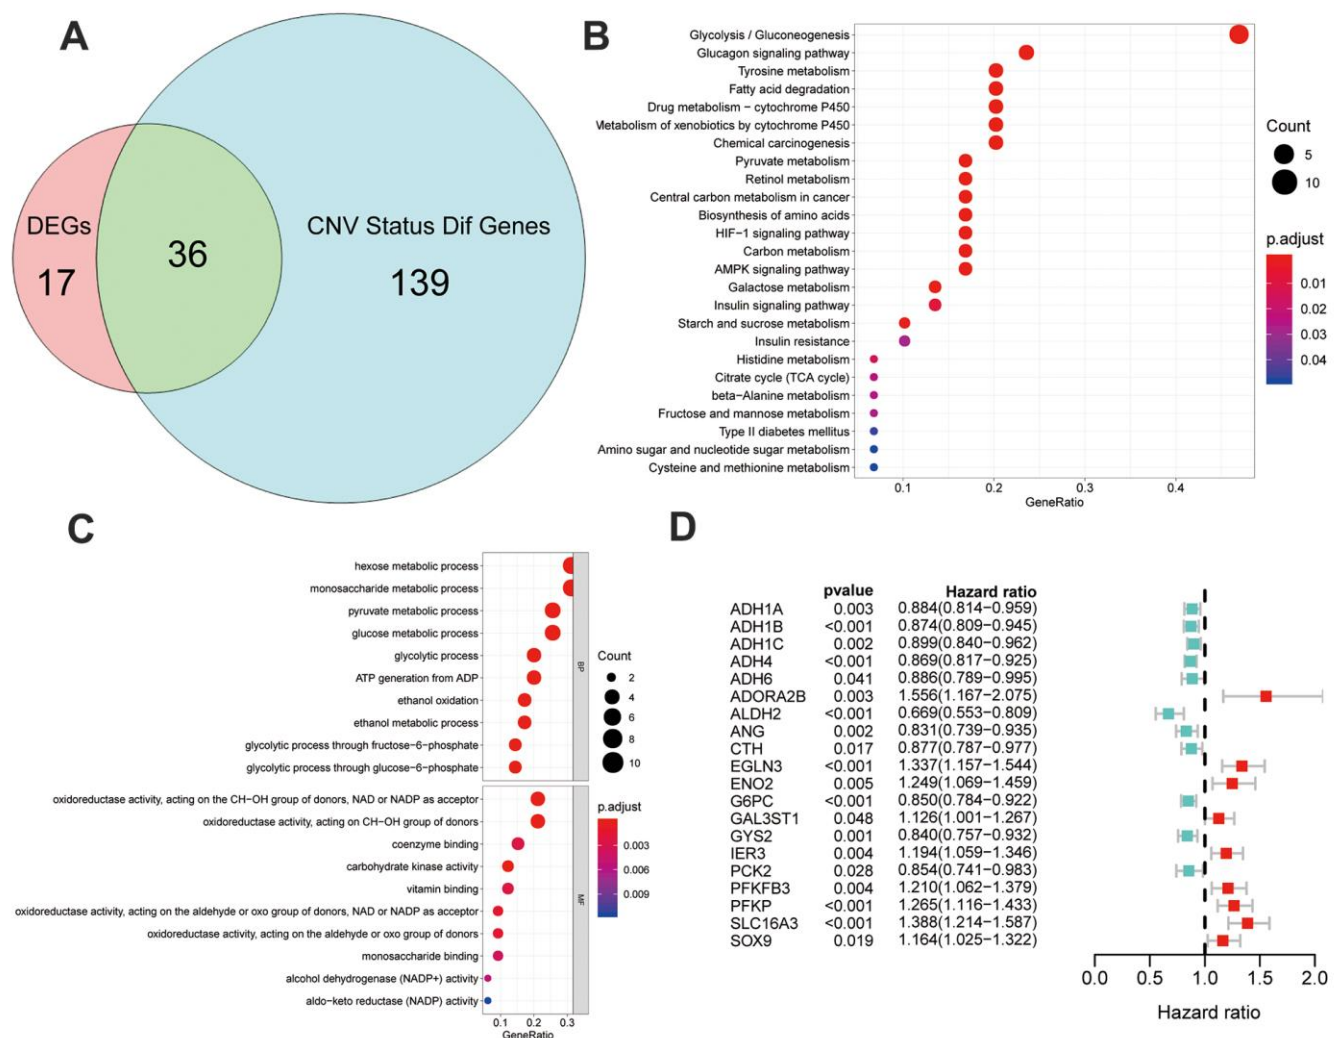 A
DEGs
17
36
CNV Status Dif Genes
139
B
Glycolysis / Gluconeogenesis
Glucagon signaling pathway
Tyrosine metabolism
Fatty acid degradation
Drug metabolism − cytochrome P450
Metabolism of xenobiotics by cytochrome P450
Chemical carcinogenesis
Pyruvate metabolism
Retinol metabolism
Central carbon metabolism in cancer
Biosynthesis of amino acids
HIF−1 signaling pathway
Carbon metabolism
AMPK signaling pathway
Galactose metabolism
Insulin signaling pathway
Starch and sucrose metabolism
Insulin resistance
Histidine metabolism
Citrate cycle (TCA cycle)
beta−Alanine metabolism
Fructose and mannose metabolism
Type II diabetes mellitus
Amino sugar and nucleotide sugar metabolism
Cysteine and methionine metabolism
0.1 0.2 0.3 0.4
GeneRatio
Count
5
10
p.adjust
0.01
0.02
0.03
0.04
C
hexose metabolic process
monosaccharide metabolic process
pyruvate metabolic process
glucose metabolic process
glycolytic process
ATP generation from ADP
ethanol oxidation
ethanol metabolic process
glycolytic process through fructose−6−phosphate
glycolytic process through glucose−6−phosphate
BP
oxidoreductase activity, acting on the CH−OH group of donors, NAD or NADP as acceptor
oxidoreductase activity, acting on CH−OH group of donors
coenzyme binding
carbohydrate kinase activity
vitamin binding
oxidoreductase activity, acting on the aldehyde or oxo group of donors, NAD or NADP as acceptor
oxidoreductase activity, acting on the aldehyde or oxo group of donors
monosaccharide binding
alcohol dehydrogenase (NADP+) activity
aldo−keto reductase (NADP) activity
MF
0.1 0.2 0.3
GeneRatio
Count
2
4
6
8
10
p.adjust
0.003
0.006
0.009
D
pvalue Hazard ratio
ADH1A 0.003 0.884(0.814−0.959)
ADH1B <0.001 0.874(0.809−0.945)
ADH1C 0.002 0.899(0.840−0.962)
ADH4 <0.001 0.869(0.817−0.925)
ADH6 0.041 0.886(0.789−0.995)
ADORA2B 0.003 1.556(1.167−2.075)
ALDH2 <0.001 0.669(0.553−0.809)
ANG 0.002 0.831(0.739−0.935)
CTH 0.017 0.877(0.787−0.977)
EGLN3 <0.001 1.337(1.157−1.544)
ENO2 0.005 1.249(1.069−1.459)
G6PC <0.001 0.850(0.784−0.922)
GAL3ST1 0.048 1.126(1.001−1.267)
GYS2 0.001 0.840(0.757−0.932)
IER3 0.004 1.194(1.059−1.346)
PCK2 0.028 0.854(0.741−0.983)
PFKFB3 0.004 1.210(1.062−1.379)
PFKP <0.001 1.265(1.116−1.433)
SLC16A3 <0.001 1.388(1.214−1.587)
SOX9 0.019 1.164(1.025−1.322)
0.0 0.5 1.0 1.5 2.0
Hazard ratio